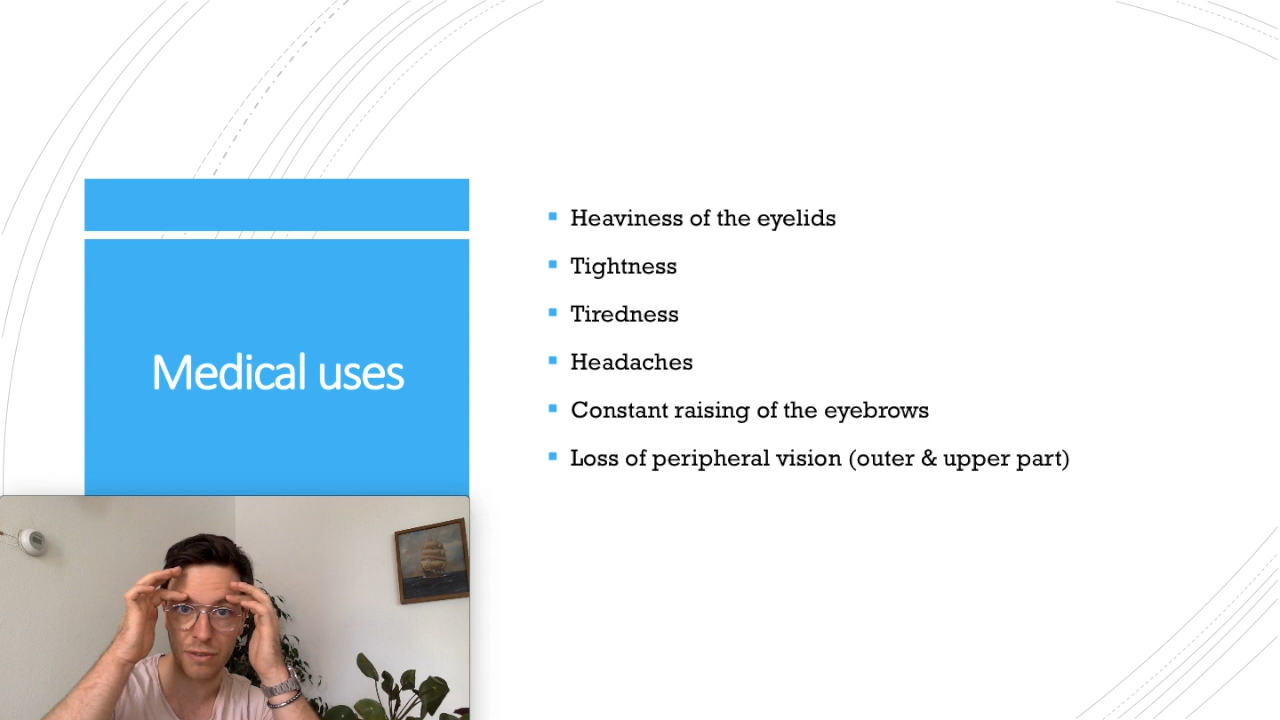 Medical uses
Heaviness of the eyelids
Tightness
Tiredness
Headaches
Constant raising of the eyebrows
Loss of peripheral vision (outer & upper part)